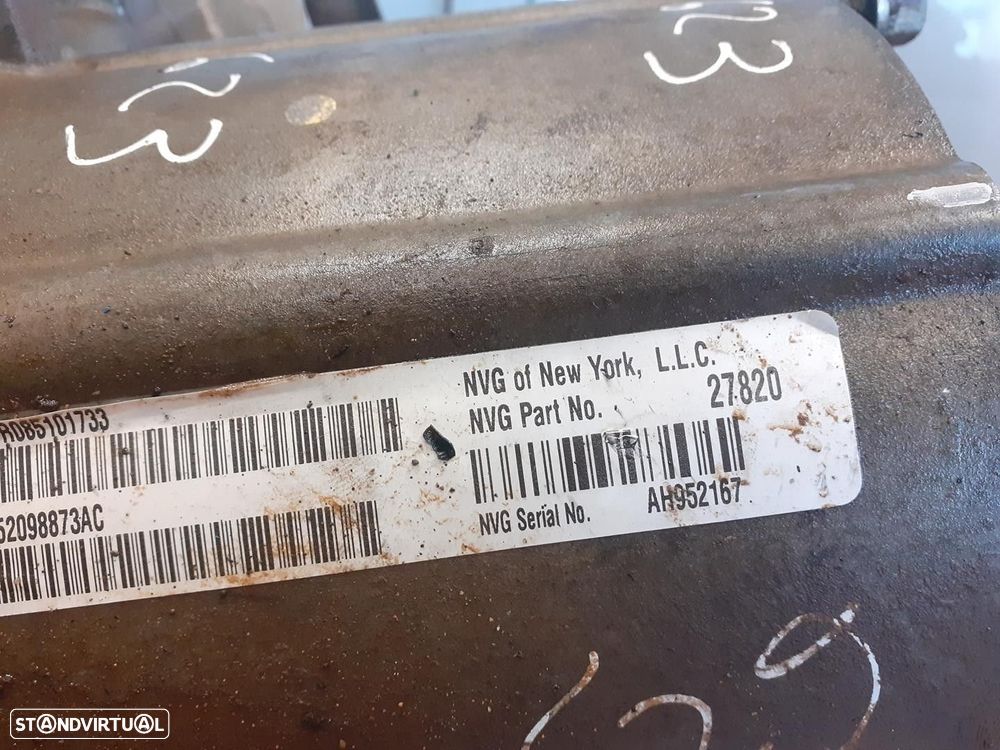 R085101733
52098873AC
NVG of New York, L.L.C.
NVG Part No. 27820
NVG Serial No. AH952167
STANDVIRTUAL